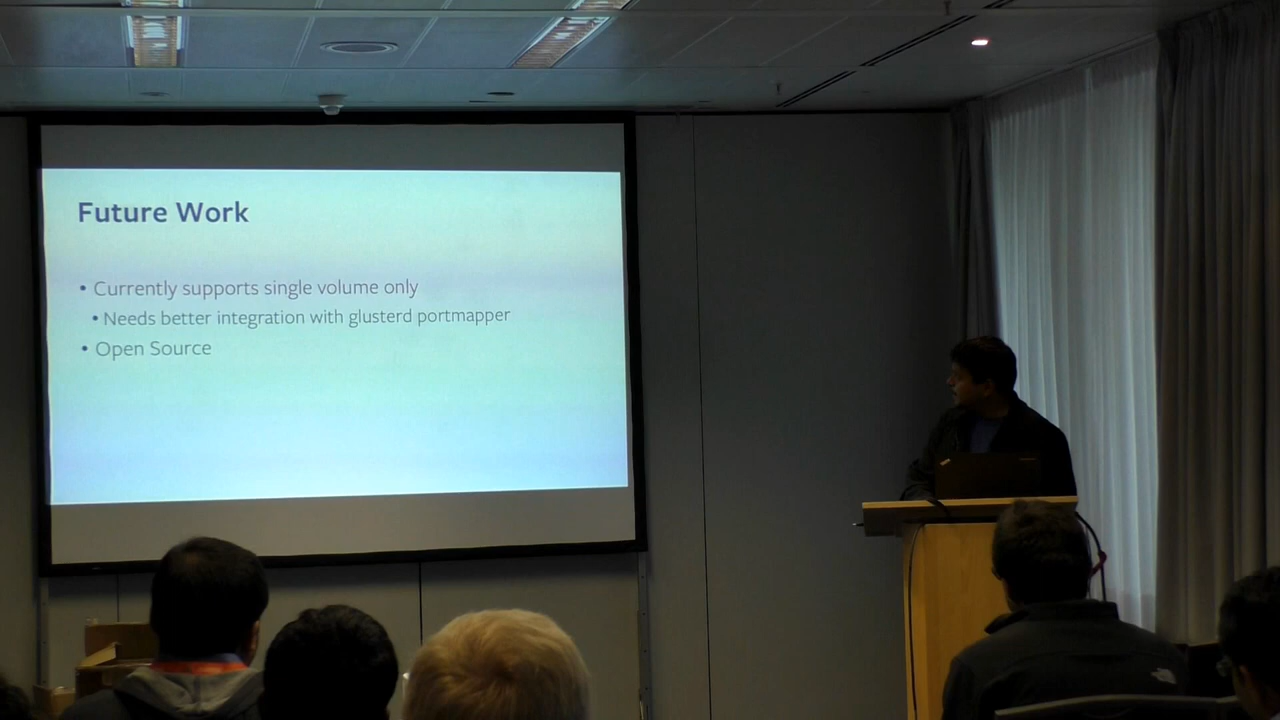 Future Work
• Currently supports single volume only
• Needs better integration with glusterd portmapper
• Open Source